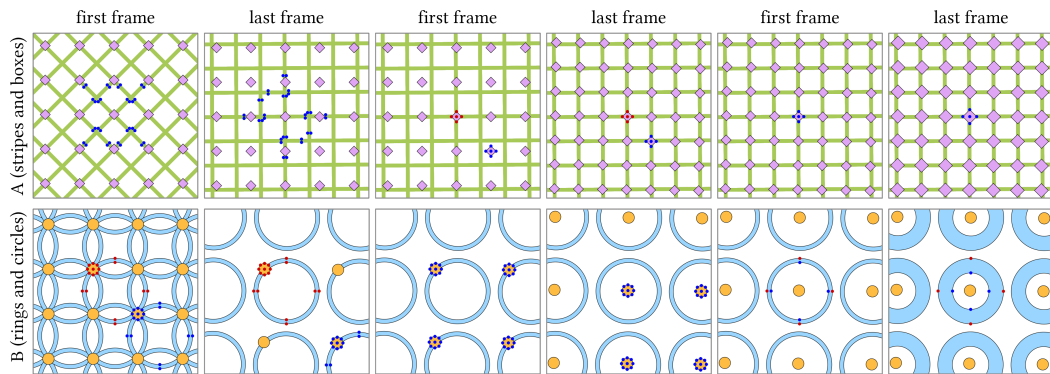 first frame last frame first frame last frame first frame last frame
A (stripes and boxes)
B (rings and circles)